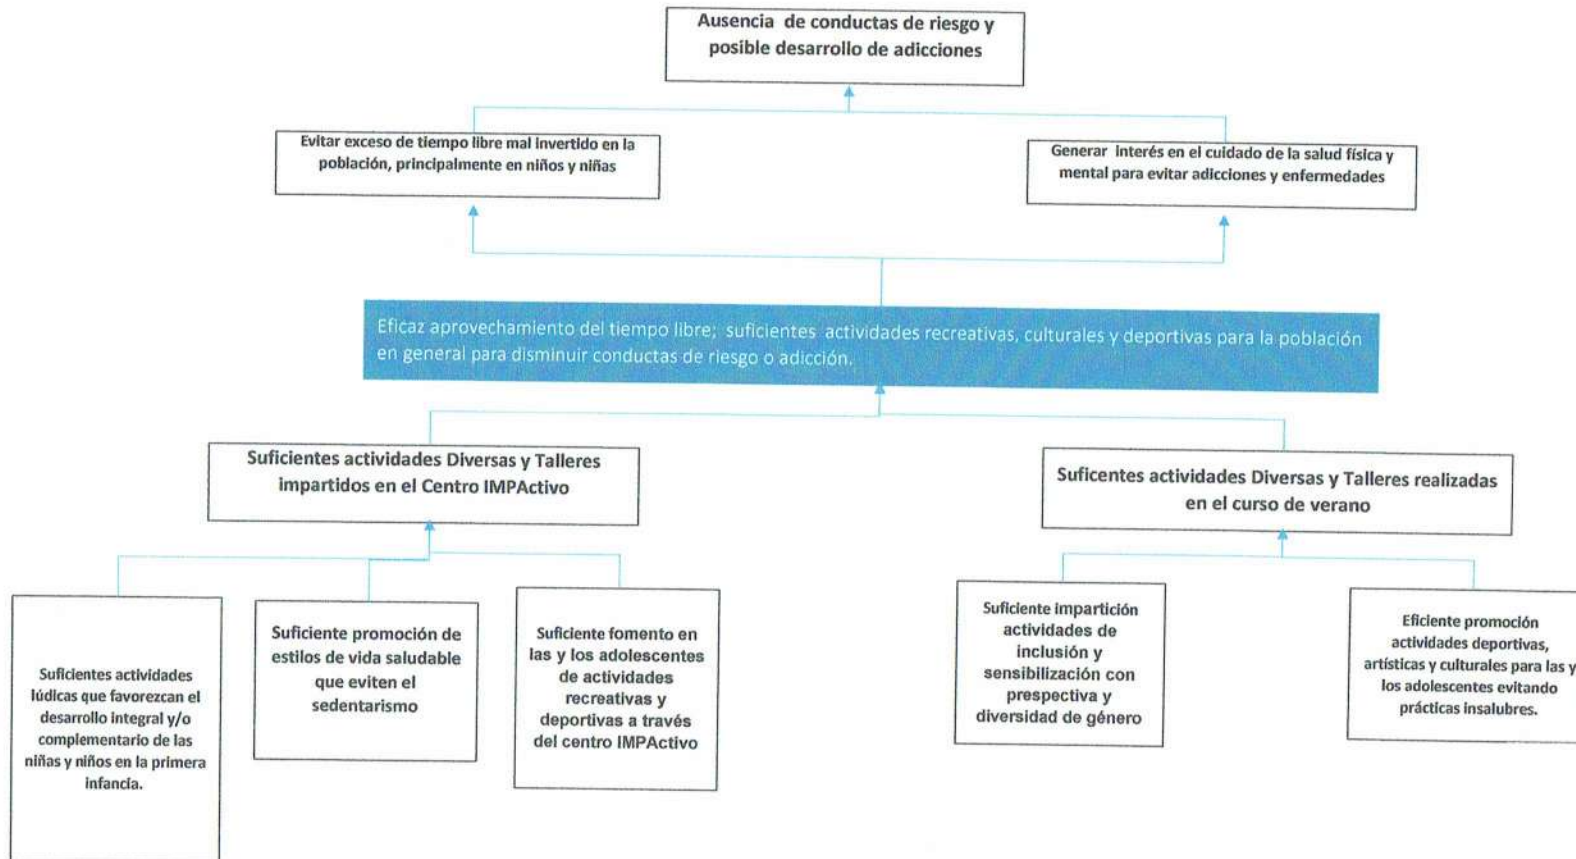 Ausencia de conductas de riesgo y
posible desarrollo de adicciones
Evitar exceso de tiempo libre mal invertido en la
población, principalmente en niños y niñas
Generar interés en el cuidado de la salud física y
mental para evitar adicciones y enfermedades
Eficaz aprovechamiento del tiempo libre; suficientes actividades recreativas, culturales y deportivas para la población
en general para disminuir conductas de riesgo o adicción.
Suficientes actividades Diversas y Talleres
impartidos en el Centro IMPActivo
Suficentes actividades Diversas y Talleres realizadas
en el curso de verano
Suficientes actividades
lúdicas que favorezcan el
desarrollo integral y/o
complementario de las
niñas y niños en la primera
infancia.
Suficiente promoción de
estilos de vida saludable
que eviten el
sedentarismo
Suficiente fomento en
las y los adolescentes
de actividades
recreativas y
deportivas a través
del centro IMPActivo
Suficiente impartición
actividades de
inclusión y
sensibilización con
prespectiva y
diversidad de género
Eficiente promoción
actividades deportivas,
artísticas y culturales para las y
los adolescentes evitando
prácticas insalubres.